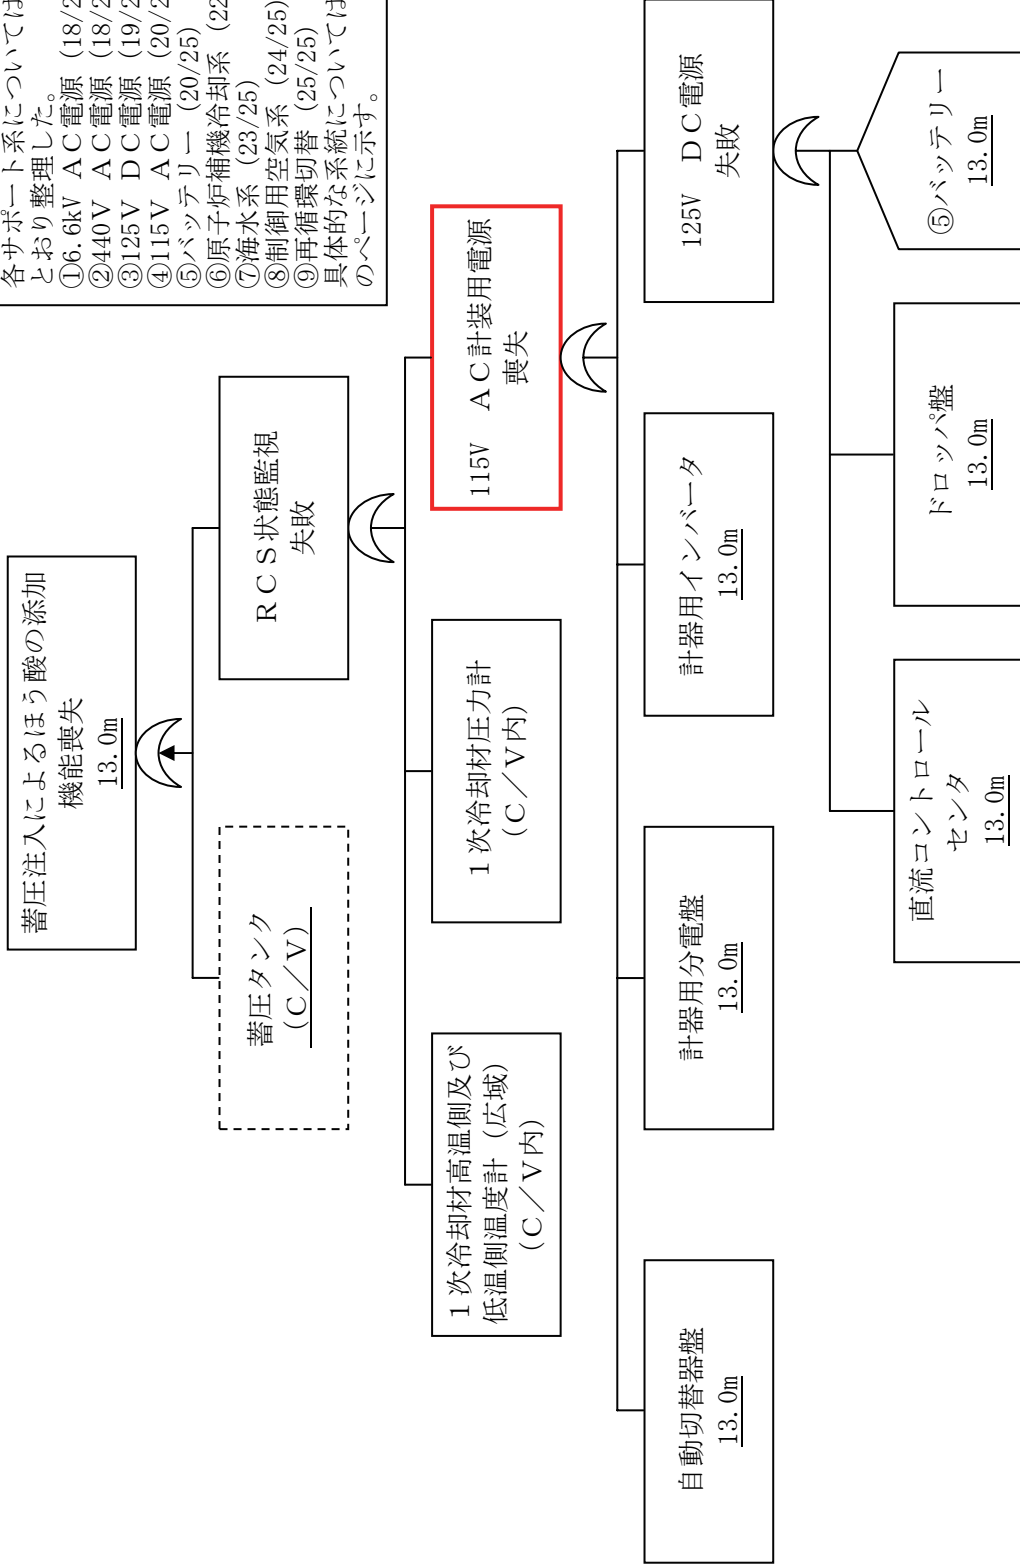 各サポート系については
とおり整理した。
①6.6kV AC電源 (18/2
②440V AC電源 (18/2
③125V DC電源 (19/2
④115V AC電源 (20/2
⑤バッテリー (20/25)
⑥原子炉補機冷却系 (22
⑦海水系 (23/25)
⑧制御用空気系 (24/25)
⑨再循環切替 (25/25)
具体的な系統については
のページに示す。
蓄圧注入によるほう酸の添加
機能喪失
13.0m
蓄圧タンク
(C/V)
RCS状態監視
失敗
1次冷却材高温側及び
低温側温度計(広域)
(C/V内)
1次冷却材圧力計
(C/V内)
115V AC計装用電源
喪失
自動切替器盤
13.0m
計器用分電盤
13.0m
計器用インバータ
13.0m
125V DC電源
失敗
直流コントロール
センタ
13.0m
ドロッパ盤
13.0m
⑤バッテリー
13.0m